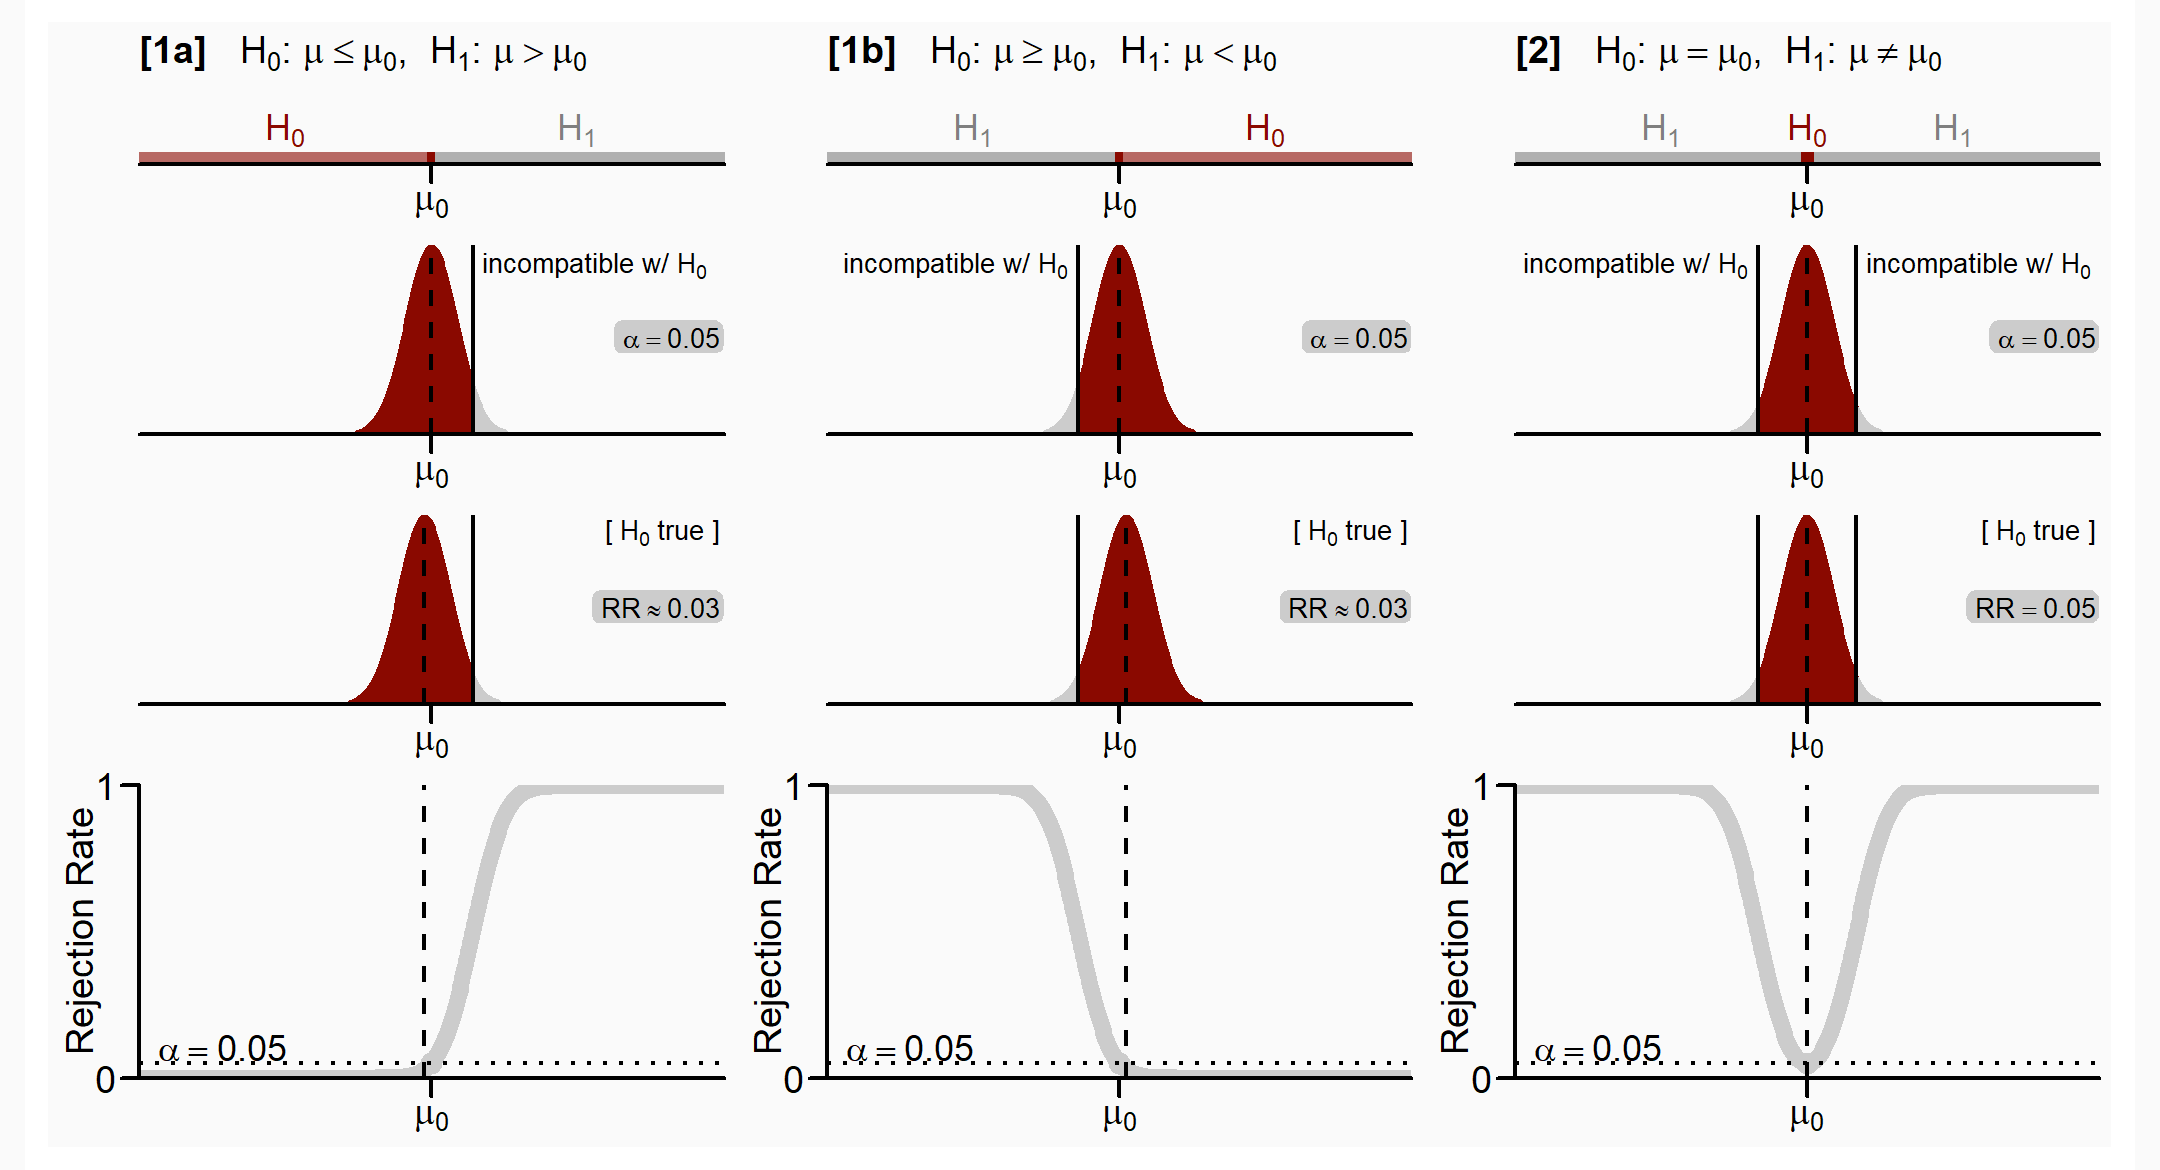 [1a] H₀: μ ≤ μ₀, H₁: μ > μ₀
H₀ H₁
μ₀
incompatible w/ H₀
α = 0.05
μ₀
[ H₀ true ]
RR ≈ 0.03
μ₀
Rejection Rate
1
α = 0.05
0
μ₀
[1b] H₀: μ ≥ μ₀, H₁: μ < μ₀
H₁ H₀
μ₀
incompatible w/ H₀
α = 0.05
μ₀
[ H₀ true ]
RR ≈ 0.03
μ₀
Rejection Rate
1
α = 0.05
0
μ₀
[2] H₀: μ = μ₀, H₁: μ ≠ μ₀
H₁ H₀ H₁
μ₀
incompatible w/ H₀ incompatible w/ H₀
α = 0.05
μ₀
[ H₀ true ]
RR = 0.05
μ₀
Rejection Rate
1
α = 0.05
0
μ₀